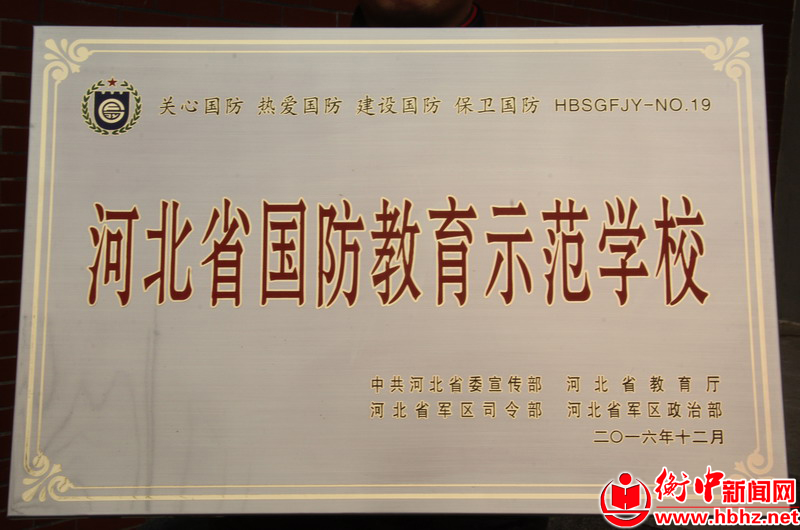 关心国防 热爱国防 建设国防 保卫国防 HBSGFJY-NO.19
河北省国防教育示范学校
中共河北省委宣传部 河北省教育厅
河北省军区司令部 河北省军区政治部
二〇一六年十二月
衡中新闻网
www.hbhz.net